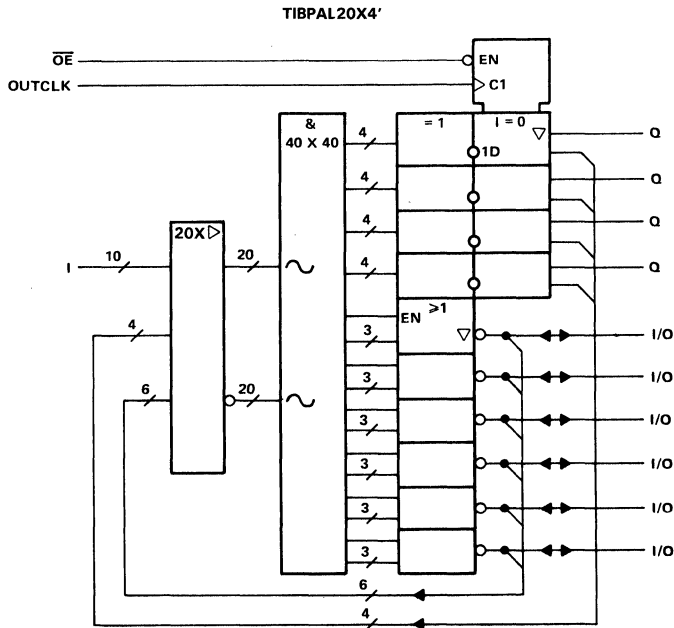 TIBPAL20X4'
OE
EN
OUTCLK
C1
&
40 X 40
= 1
I = 0
4
Q
1D
4
Q
4
Q
20X
10
20
4
Q
I
EN
≥1
4
3
I/O
3
I/O
6
20
3
I/O
3
I/O
3
I/O
3
I/O
6
4